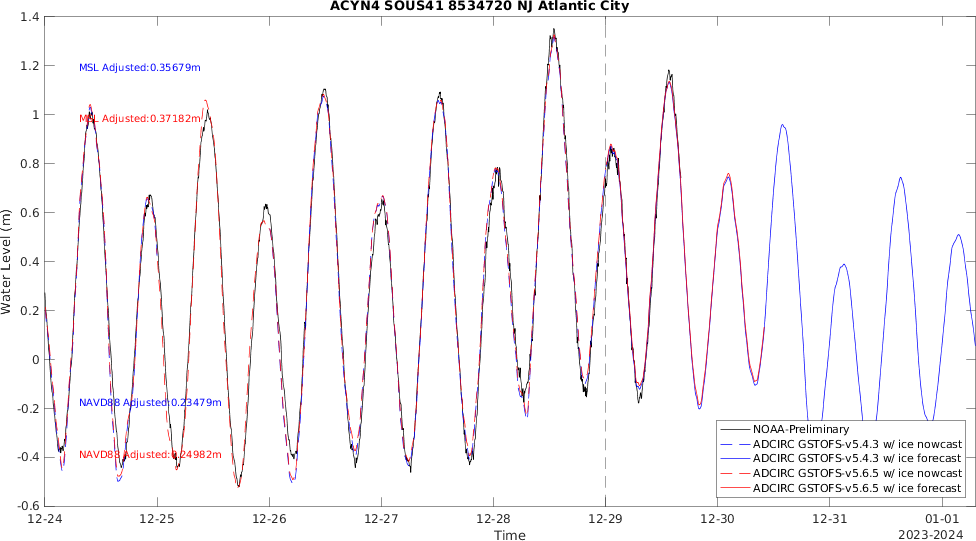 ACYN4 SOUS41 8534720 NJ Atlantic City
1.4
1.2
1
0.8
0.6
0.4
0.2
0
-0.2
-0.4
-0.6
Water Level (m)
MSL Adjusted:0.35679m
MSL Adjusted:0.37182m
NAVD88 Adjusted:0.23479m
NAVD88 Adjusted:0.24982m
NOAA-Preliminary
ADCIRC GSTOFS-v5.4.3 w/ ice nowcast
ADCIRC GSTOFS-v5.4.3 w/ ice forecast
ADCIRC GSTOFS-v5.6.5 w/ ice nowcast
ADCIRC GSTOFS-v5.6.5 w/ ice forecast
12-24 12-25 12-26 12-27 12-28 12-29 12-30 12-31 01-01
Time
2023-2024